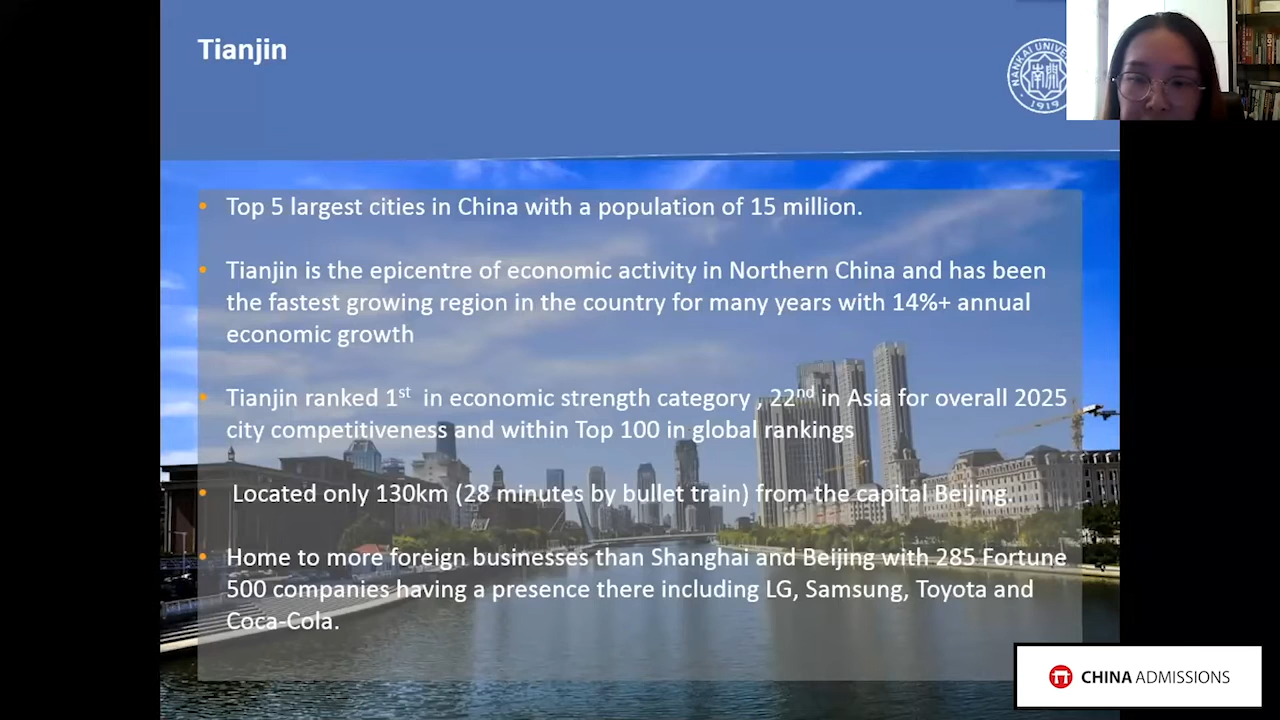 Tianjin
NANKAI UNIVE
南開
1919
• Top 5 largest cities in China with a population of 15 million.
• Tianjin is the epicentre of economic activity in Northern China and has been
the fastest growing region in the country for many years with 14%+ annual
economic growth
• Tianjin ranked 1st in economic strength category , 22nd in Asia for overall 2025
city competitiveness and within Top 100 in global rankings
• Located only 130km (28 minutes by bullet train) from the capital Beijing.
• Home to more foreign businesses than Shanghai and Beijing with 285 Fortune
500 companies having a presence there including LG, Samsung, Toyota and
Coca-Cola.
CHINA ADMISSIONS